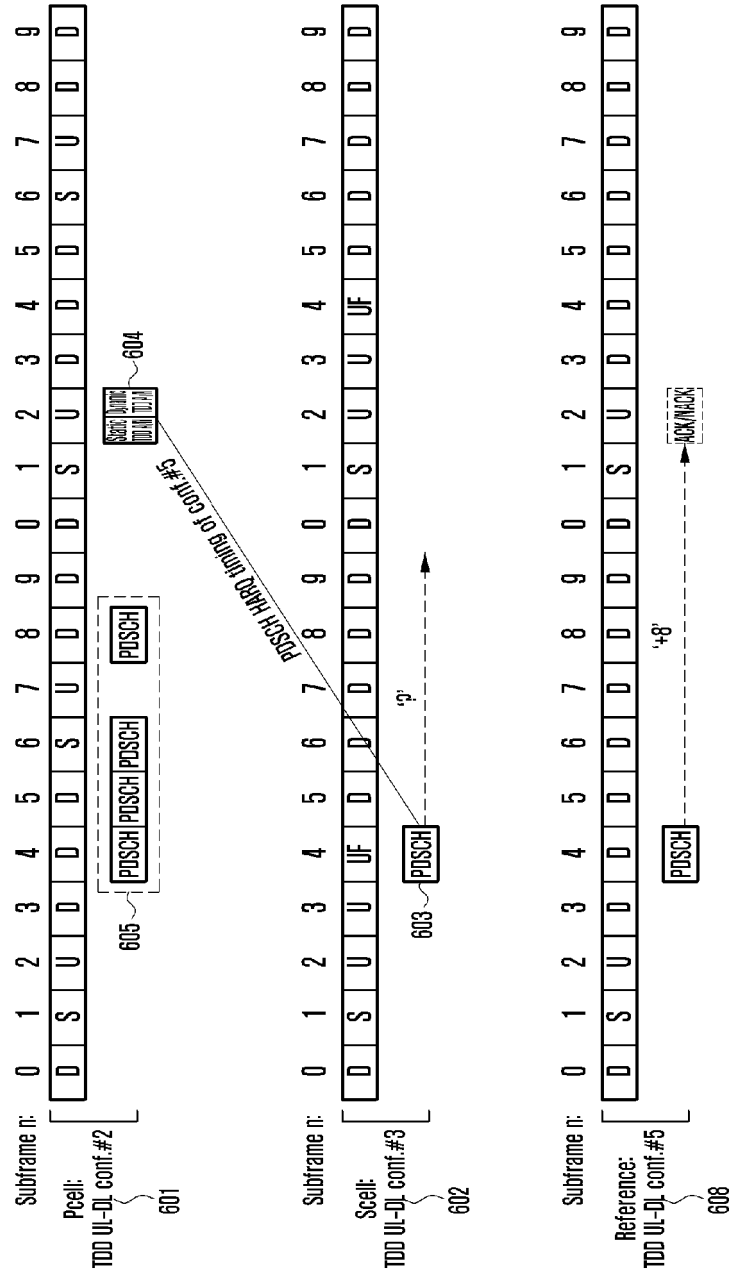 Subframe n: 0 1 2 3 4 5 6 7 8 9 0 1 2 3 4 5 6 7 8 9
Pcell:
TDD UL-DL conf.#2
601
D S U D D D S U D D D S U D D D S U D D
605
PDSCH PDSCH PDSCH PDSCH
Static Dynamic
TDD A/N TDD A/N
604
PDSCH HARQ timing of conf.#5
Subframe n: 0 1 2 3 4 5 6 7 8 9 0 1 2 3 4 5 6 7 8 9
Scell:
TDD UL-DL conf.#3
602
D S U U UF D D D D D D S U U UF D D D D D
PDSCH
603
‘?’
Subframe n: 0 1 2 3 4 5 6 7 8 9 0 1 2 3 4 5 6 7 8 9
Reference:
TDD UL-DL conf.#5
608
D S U D D D D D D D D S U D D D D D D D
PDSCH
‘+8’
ACK/NACK